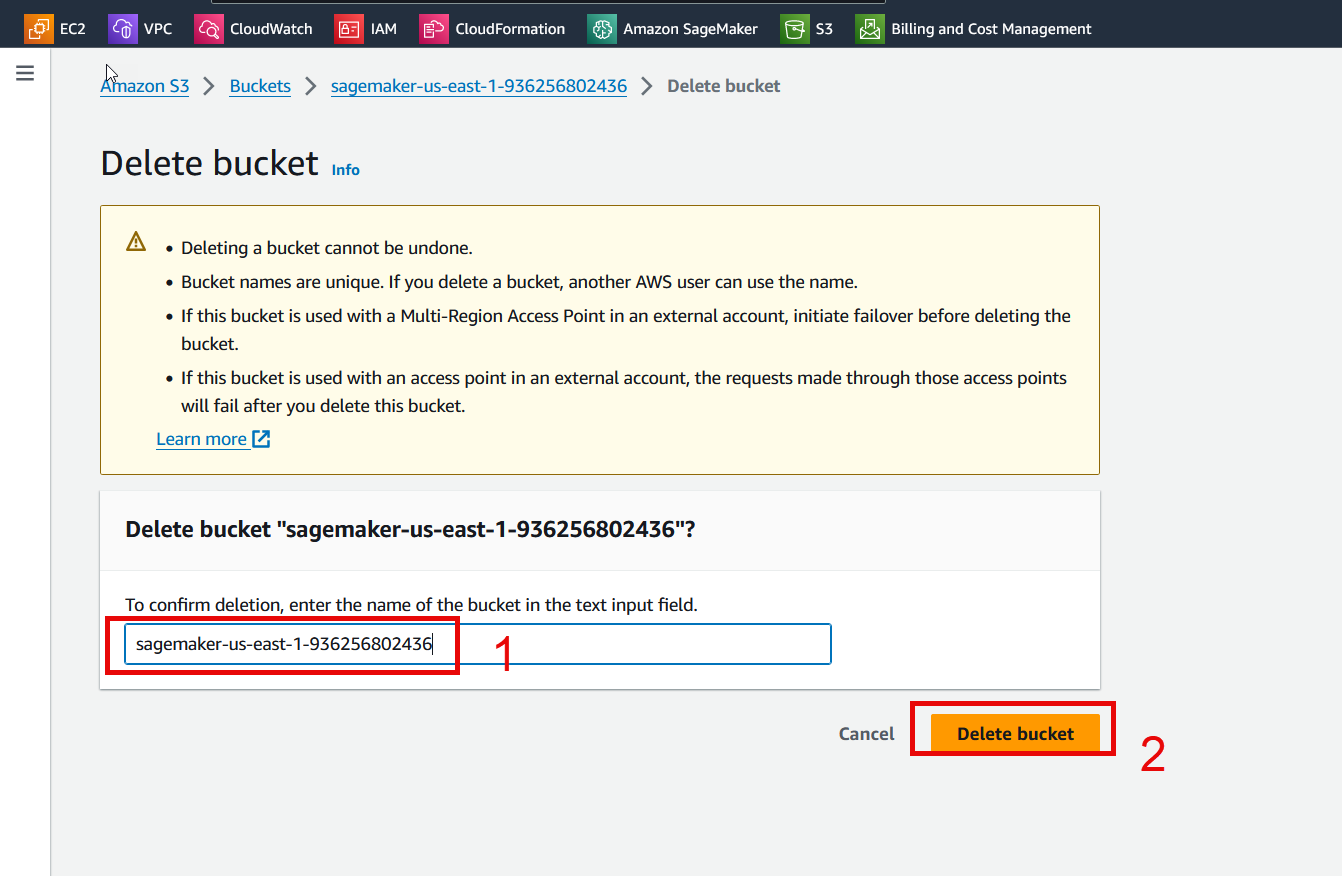 EC2 VPC CloudWatch IAM CloudFormation Amazon SageMaker S3 Billing and Cost Management
Amazon S3 > Buckets > sagemaker-us-east-1-936256802436 > Delete bucket
Delete bucket Info
• Deleting a bucket cannot be undone.
• Bucket names are unique. If you delete a bucket, another AWS user can use the name.
• If this bucket is used with a Multi-Region Access Point in an external account, initiate failover before deleting the
bucket.
• If this bucket is used with an access point in an external account, the requests made through those access points
will fail after you delete this bucket.
Learn more
Delete bucket "sagemaker-us-east-1-936256802436"?
To confirm deletion, enter the name of the bucket in the text input field.
sagemaker-us-east-1-936256802436 1
Cancel Delete bucket 2